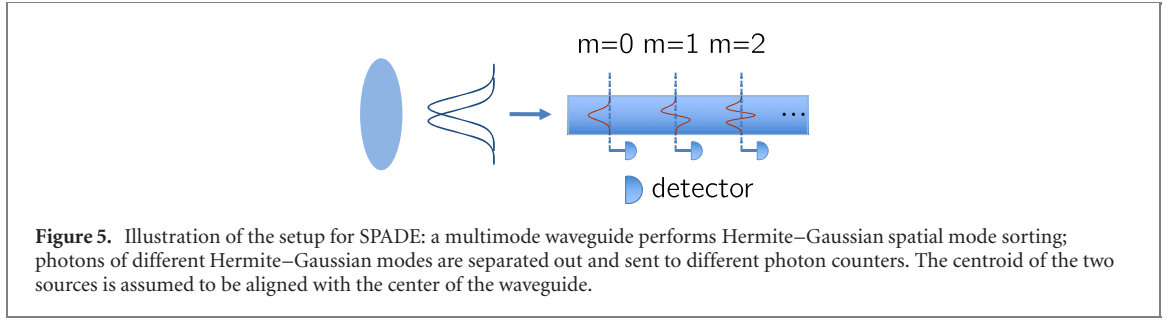 m=0 m=1 m=2
...
detector
Figure 5. Illustration of the setup for SPADE: a multimode waveguide performs Hermite–Gaussian spatial mode sorting;
photons of different Hermite–Gaussian modes are separated out and sent to different photon counters. The centroid of the two
sources is assumed to be aligned with the center of the waveguide.